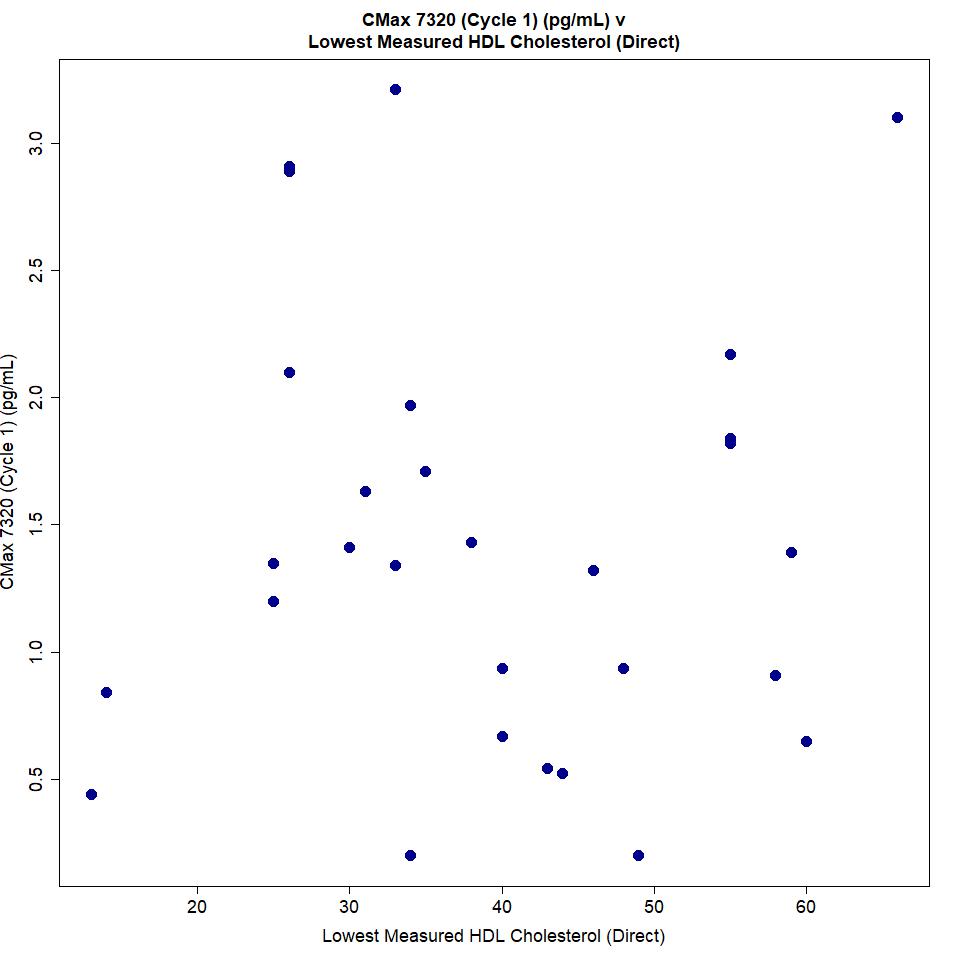 CMax 7320 (Cycle 1) (pg/mL) v
Lowest Measured HDL Cholesterol (Direct)
CMax 7320 (Cycle 1) (pg/mL)
3.0
2.5
2.0
1.5
1.0
0.5
20 30 40 50 60
Lowest Measured HDL Cholesterol (Direct)